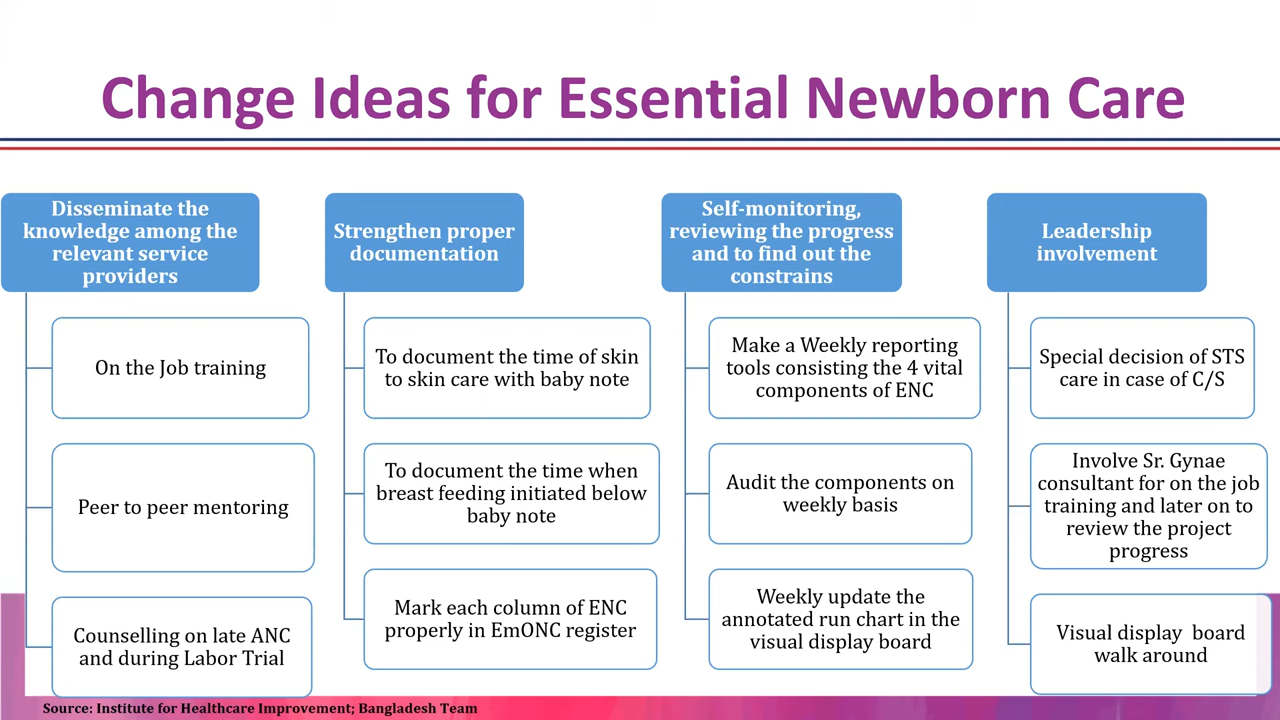 Change Ideas for Essential Newborn Care
Disseminate the
knowledge among the
relevant service
providers
On the Job training
Peer to peer mentoring
Counselling on late ANC
and during Labor Trial
Strengthen proper
documentation
To document the time of skin
to skin care with baby note
To document the time when
breast feeding initiated below
baby note
Mark each column of ENC
properly in EmONC register
Self-monitoring,
reviewing the progress
and to find out the
constrains
Make a Weekly reporting
tools consisting the 4 vital
components of ENC
Audit the components on
weekly basis
Weekly update the
annotated run chart in the
visual display board
Leadership
involvement
Special decision of STS
care in case of C/S
Involve Sr. Gynae
consultant for on the job
training and later on to
review the project
progress
Visual display board
walk around
Source: Institute for Healthcare Improvement; Bangladesh Team